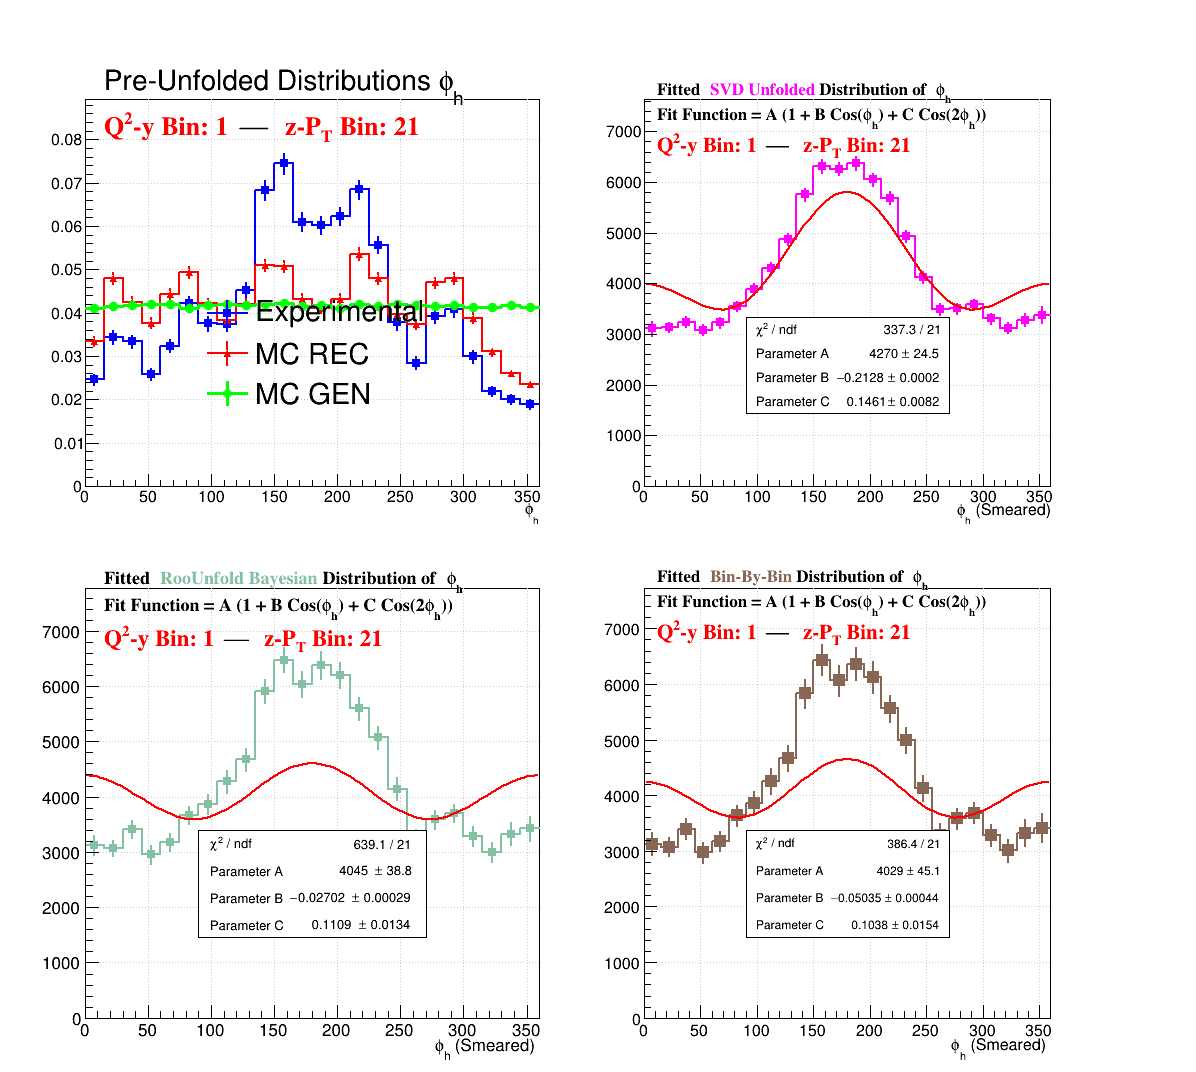 Pre-Unfolded Distributions ϕh
Q²-y Bin: 1 — z-PT Bin: 21
0.08
0.07
0.06
0.05
0.04
0.03
0.02
0.01
0
Experimental
MC REC
MC GEN
0 50 100 150 200 250 300 350
ϕh
Fitted SVD Unfolded Distribution of ϕh
Fit Function = A (1 + B Cos(ϕh) + C Cos(2ϕh))
Q²-y Bin: 1 — z-PT Bin: 21
7000
6000
5000
4000
3000
2000
1000
0
χ² / ndf 337.3 / 21
Parameter A 4270 ± 24.5
Parameter B −0.2128 ± 0.0002
Parameter C 0.1461 ± 0.0082
0 50 100 150 200 250 300 350
ϕh (Smeared)
Fitted RooUnfold Bayesian Distribution of ϕh
Fit Function = A (1 + B Cos(ϕh) + C Cos(2ϕh))
Q²-y Bin: 1 — z-PT Bin: 21
7000
6000
5000
4000
3000
2000
1000
0
χ² / ndf 639.1 / 21
Parameter A 4045 ± 38.8
Parameter B −0.02702 ± 0.00029
Parameter C 0.1109 ± 0.0134
0 50 100 150 200 250 300 350
ϕh (Smeared)
Fitted Bin-By-Bin Distribution of ϕh
Fit Function = A (1 + B Cos(ϕh) + C Cos(2ϕh))
Q²-y Bin: 1 — z-PT Bin: 21
7000
6000
5000
4000
3000
2000
1000
0
χ² / ndf 386.4 / 21
Parameter A 4029 ± 45.1
Parameter B −0.05035 ± 0.00044
Parameter C 0.1038 ± 0.0154
0 50 100 150 200 250 300 350
ϕh (Smeared)